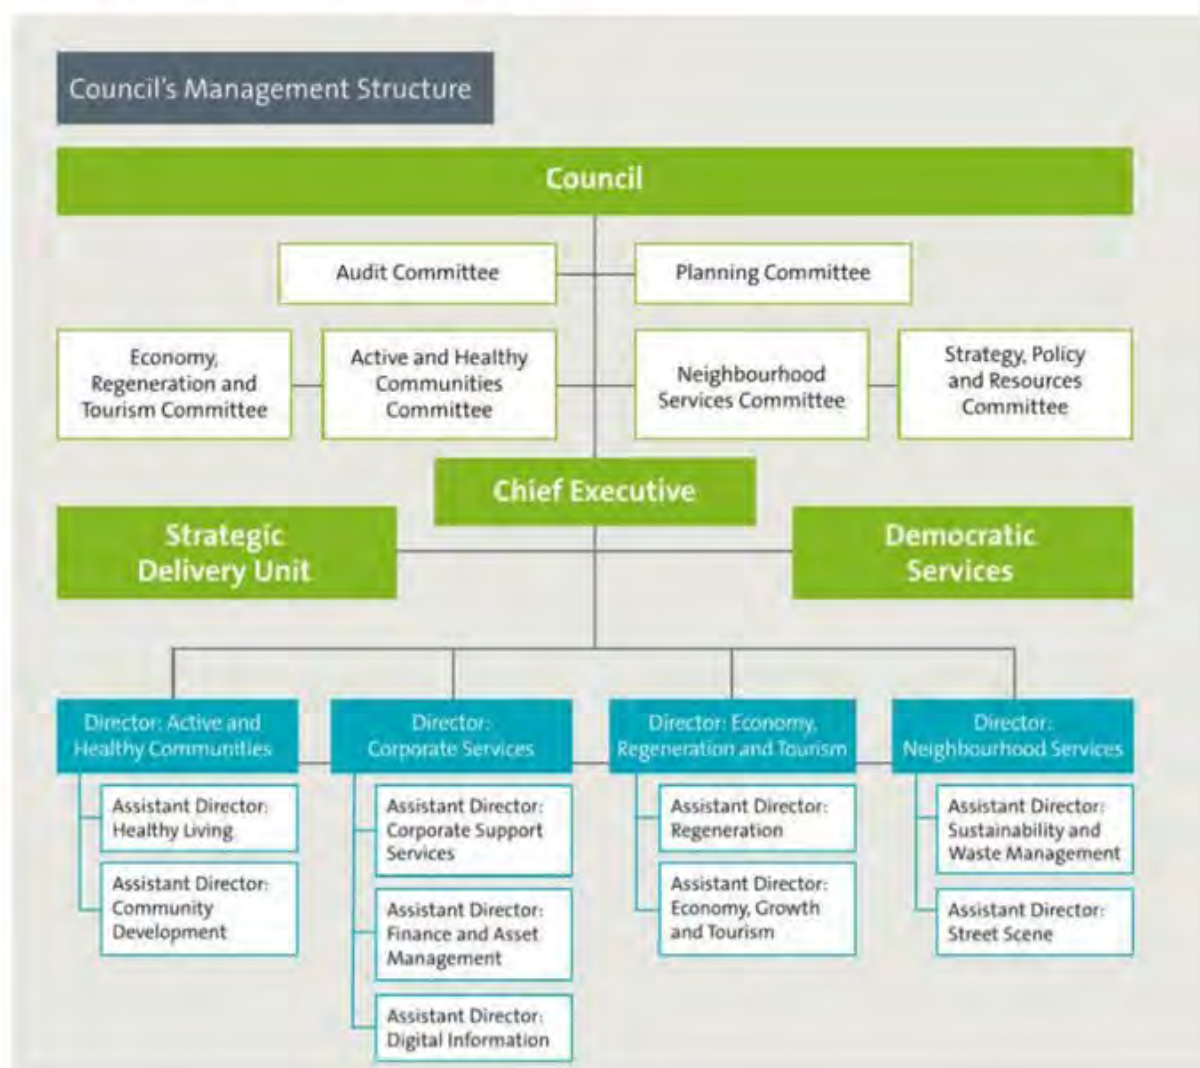 Council's Management Structure
Council
Audit Committee
Planning Committee
Economy,
Regeneration and
Tourism Committee
Active and Healthy
Communities
Committee
Neighbourhood
Services Committee
Strategy, Policy
and Resources
Committee
Chief Executive
Strategic
Delivery Unit
Democratic
Services
Director: Active and
Healthy Communities
Assistant Director:
Healthy Living
Assistant Director:
Community
Development
Director:
Corporate Services
Assistant Director:
Corporate Support
Services
Assistant Director:
Finance and Asset
Management
Assistant Director:
Digital Information
Director: Economy,
Regeneration and Tourism
Assistant Director:
Regeneration
Assistant Director:
Economy, Growth
and Tourism
Director:
Neighbourhood Services
Assistant Director:
Sustainability and
Waste Management
Assistant Director:
Street Scene